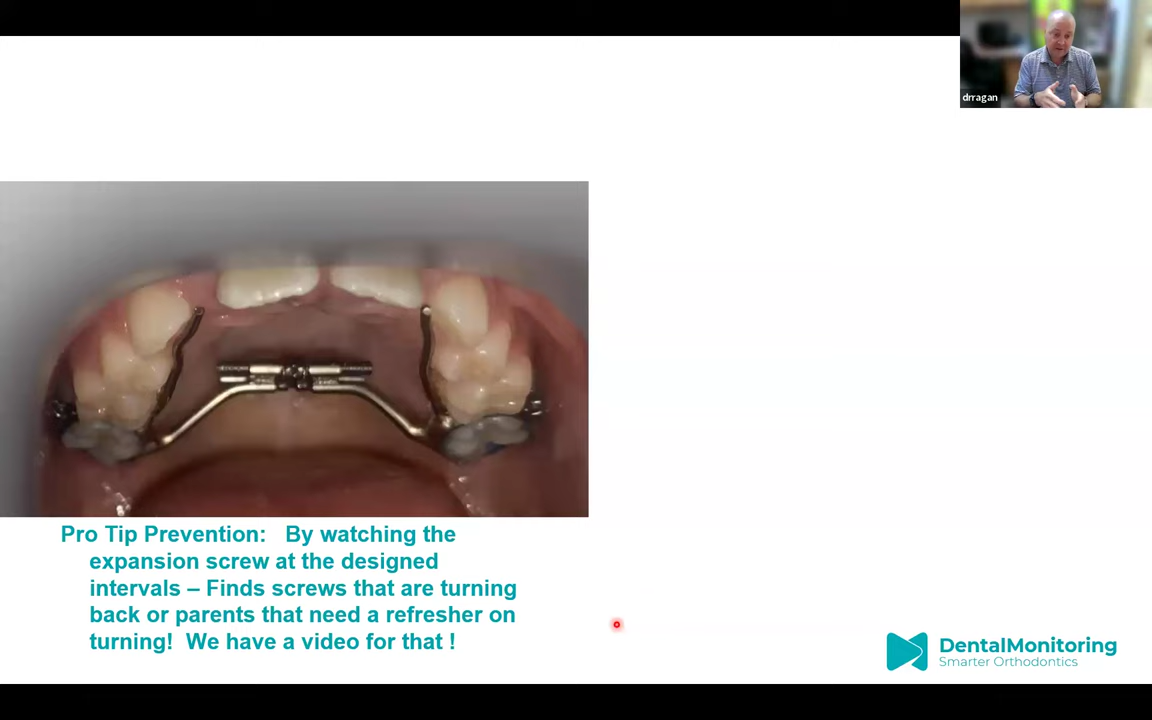 drragan
Pro Tip Prevention: By watching the
expansion screw at the designed
intervals – Finds screws that are turning
back or parents that need a refresher on
turning! We have a video for that !
DentalMonitoring
Smarter Orthodontics